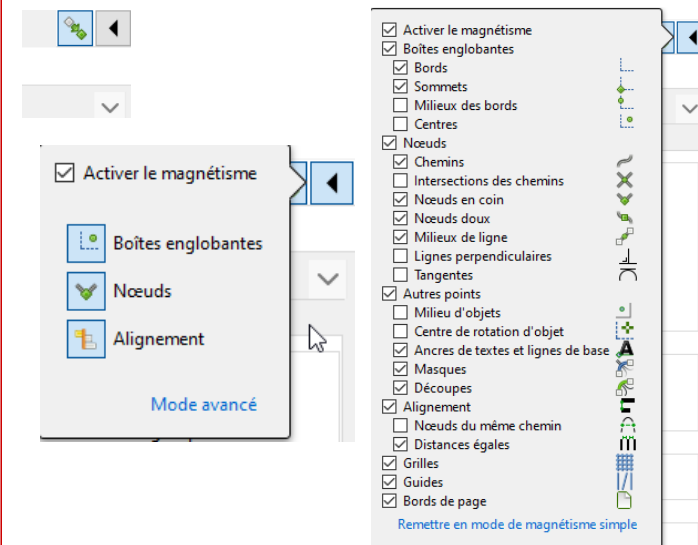 Activer le magnétisme
Boîtes englobantes
Nœuds
Alignement
Mode avancé
Activer le magnétisme
Boîtes englobantes
Bords
Sommets
Milieux des bords
Centres
Nœuds
Chemins
Intersections des chemins
Nœuds en coin
Nœuds doux
Milieux de ligne
Lignes perpendiculaires
Tangentes
Autres points
Milieu d'objets
Centre de rotation d'objet
Ancres de textes et lignes de base
Masques
Découpes
Alignement
Nœuds du même chemin
Distances égales
Grilles
Guides
Bords de page
Remettre en mode de magnétisme simple